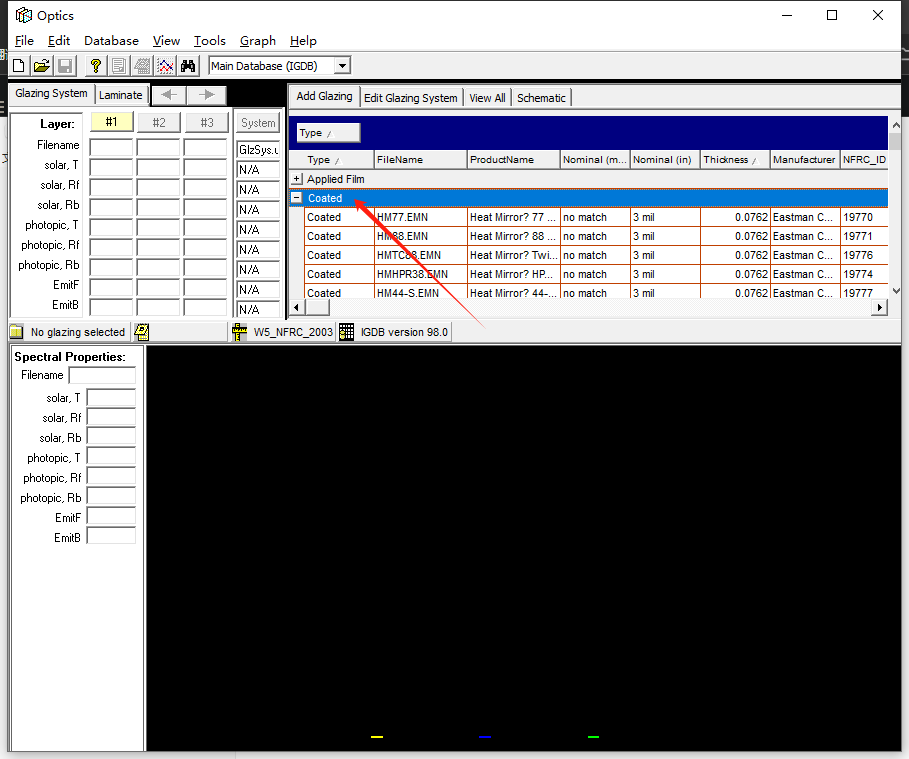 Optics
File Edit Database View Tools Graph Help
Main Database (IGDB)
Glazing System Laminate
Add Glazing Edit Glazing System View All Schematic
Layer: #1 #2 #3 System
Filename GlzSys.u
solar, T N/A
solar, Rf N/A
solar, Rb N/A
photopic, T N/A
photopic, Rf N/A
photopic, Rb N/A
EmitF N/A
EmitB N/A
Type
Type FileName ProductName Nominal (m... Nominal (in) Thickness Manufacturer NFRC_ID
Applied Film
Coated
Coated HM77.EMN Heat Mirror? 77 ... no match 3 mil 0.0762 Eastman C... 19770
Coated HM88.EMN Heat Mirror? 88 ... no match 3 mil 0.0762 Eastman C... 19771
Coated HMTC88.EMN Heat Mirror? Twi... no match 3 mil 0.0762 Eastman C... 19776
Coated HMHPR38.EMN Heat Mirror? HP... no match 3 mil 0.0762 Eastman C... 19774
Coated HM44-S.EMN Heat Mirror? 44-... no match 3 mil 0.0762 Eastman C... 19777
No glazing selected W5_NFRC_2003 IGDB version 98.0
Spectral Properties:
Filename
solar, T
solar, Rf
solar, Rb
photopic, T
photopic, Rf
photopic, Rb
EmitF
EmitB